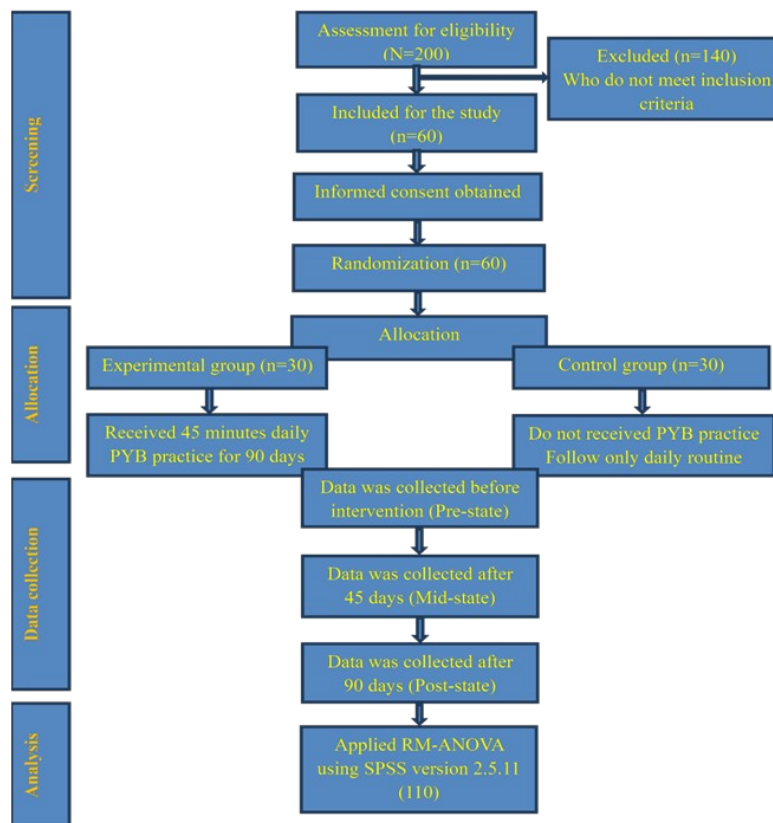 Screening
Assessment for eligibility
(N=200)
Excluded (n=140)
Who do not meet inclusion
criteria
Included for the study
(n=60)
Informed consent obtained
Randomization (n=60)
Allocation
Allocation
Experimental group (n=30)
Control group (n=30)
Received 45 minutes daily
PYB practice for 90 days
Do not received PYB practice
Follow only daily routine
Data collection
Data was collected before
intervention (Pre-state)
Data was collected after
45 days (Mid-state)
Data was collected after
90 days (Post-state)
Analysis
Applied RM-ANOVA
using SPSS version 2.5.11
(110)